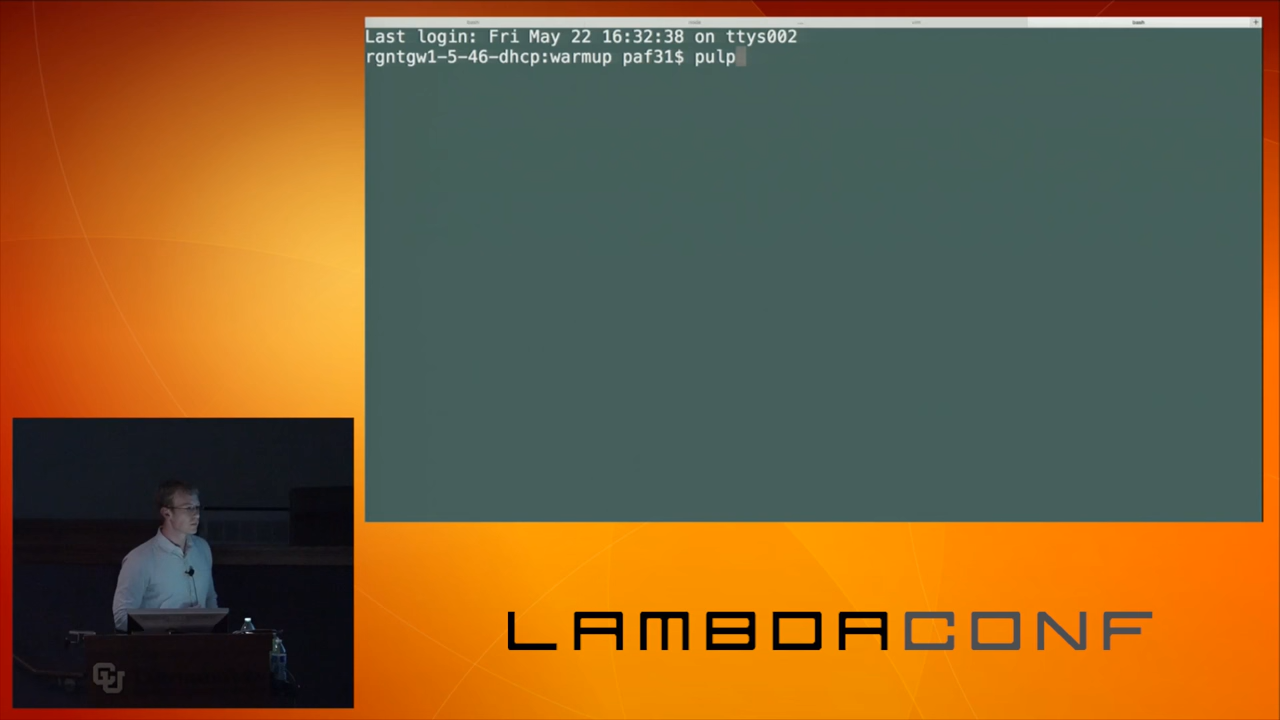 Last login: Fri May 22 16:32:38 on ttys002
rgntgw1-5-46-dhcp:warmup paf31$ pulp
LAMBDACONF